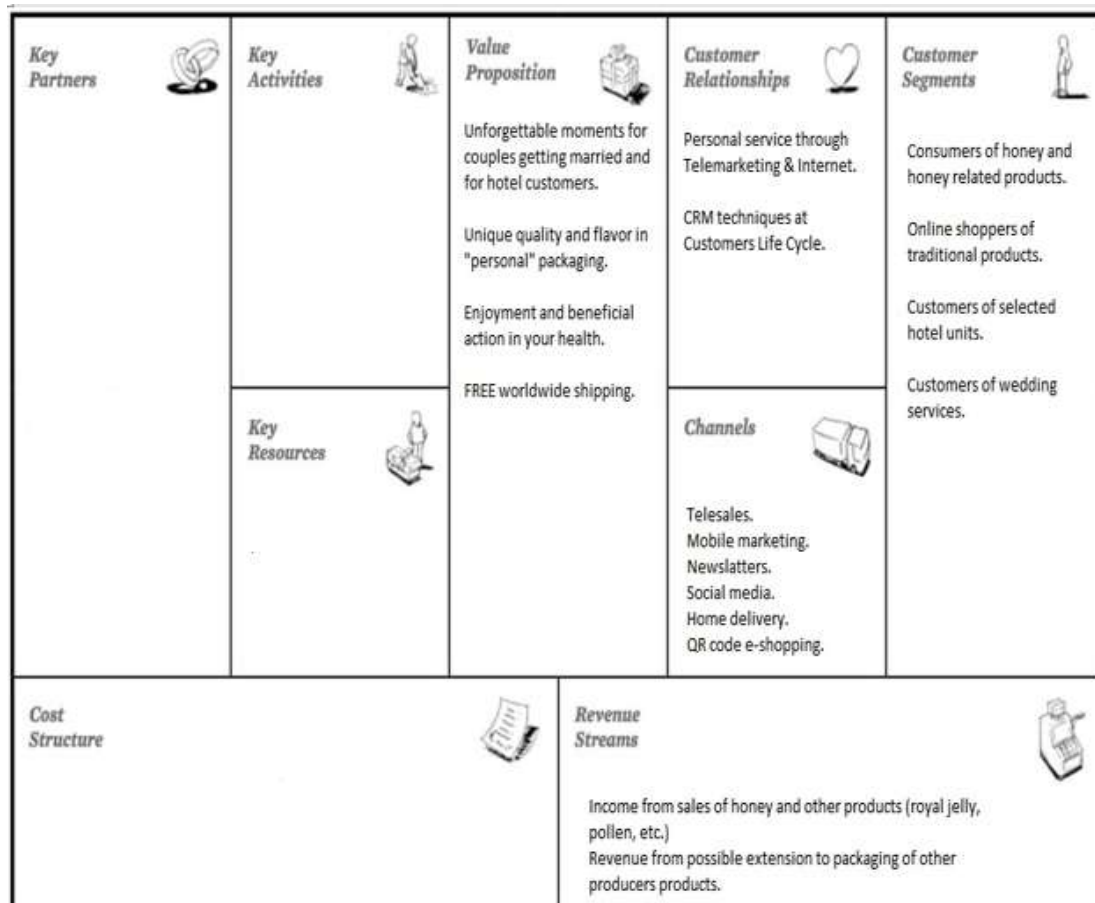 Key
Partners
Key
Activities
Value
Proposition
Unforgettable moments for
couples getting married and
for hotel customers.
Unique quality and flavor in
"personal" packaging.
Enjoyment and beneficial
action in your health.
FREE worldwide shipping.
Customer
Relationships
Personal service through
Telemarketing & Internet.
CRM techniques at
Customers Life Cycle.
Customer
Segments
Consumers of honey and
honey related products.
Online shoppers of
traditional products.
Customers of selected
hotel units.
Customers of wedding
services.
Key
Resources
Channels
Telesales.
Mobile marketing.
Newslatters.
Social media.
Home delivery.
QR code e-shopping.
Cost
Structure
Revenue
Streams
Income from sales of honey and other products (royal jelly,
pollen, etc.)
Revenue from possible extension to packaging of other
producers products.